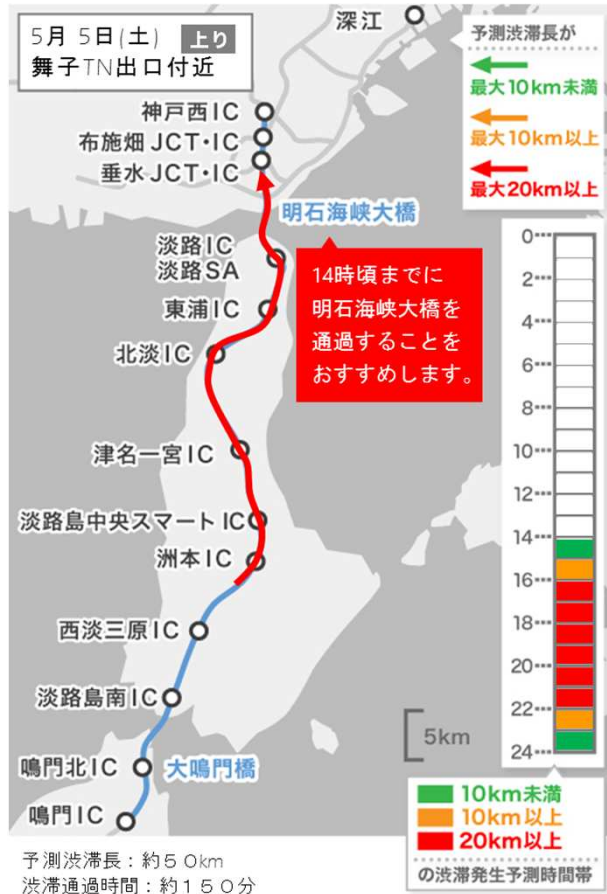 5月 5日(土) 上り
舞子TN出口付近
深江
予測渋滞長が
最大10km未満
最大10km以上
最大20km以上
神戸西IC
布施畑JCT・IC
垂水JCT・IC
明石海峡大橋
淡路IC
淡路SA
14時頃までに
明石海峡大橋を
通過することを
おすすめします。
東浦IC
北淡IC
津名一宮IC
淡路島中央スマートIC
洲本IC
西淡三原IC
淡路島南IC
鳴門北IC
大鳴門橋
鳴門IC
5km
0
2
4
6
8
10
12
14
16
18
20
22
24
10km未満
10km以上
20km以上
の渋滞発生予測時間帯
予測渋滞長：約５０km
渋滞通過時間：約１５０分